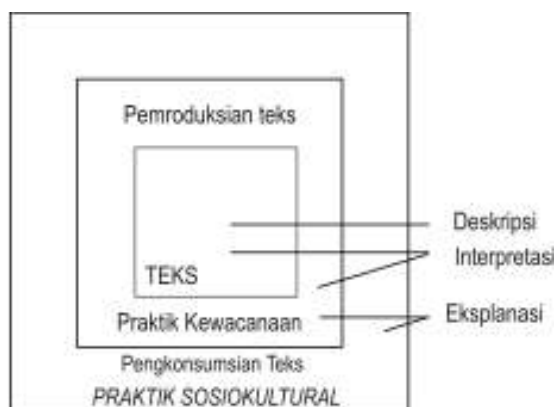 Pemroduksian teks
Deskripsi
Interpretasi
TEKS
Praktik Kewacanaan
Eksplanasi
Pengkonsumsian Teks
PRAKTIK SOSIOKULTURAL